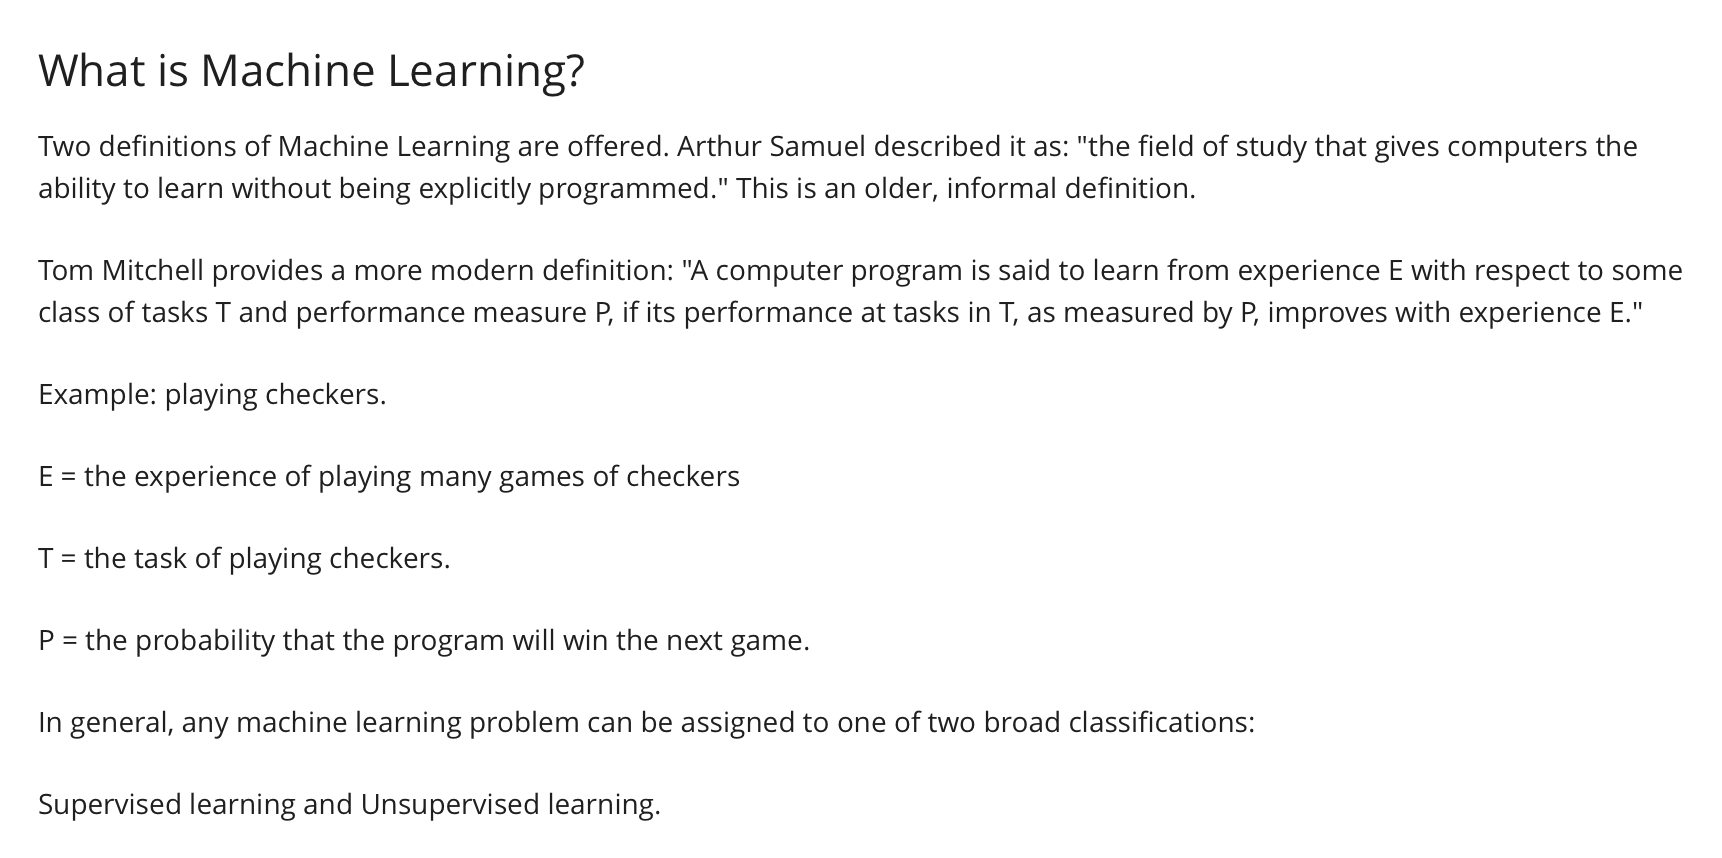 What is Machine Learning?
Two definitions of Machine Learning are offered. Arthur Samuel described it as: "the field of study that gives computers the
ability to learn without being explicitly programmed." This is an older, informal definition.
Tom Mitchell provides a more modern definition: "A computer program is said to learn from experience E with respect to some
class of tasks T and performance measure P, if its performance at tasks in T, as measured by P, improves with experience E."
Example: playing checkers.
E = the experience of playing many games of checkers
T = the task of playing checkers.
P = the probability that the program will win the next game.
In general, any machine learning problem can be assigned to one of two broad classifications:
Supervised learning and Unsupervised learning.